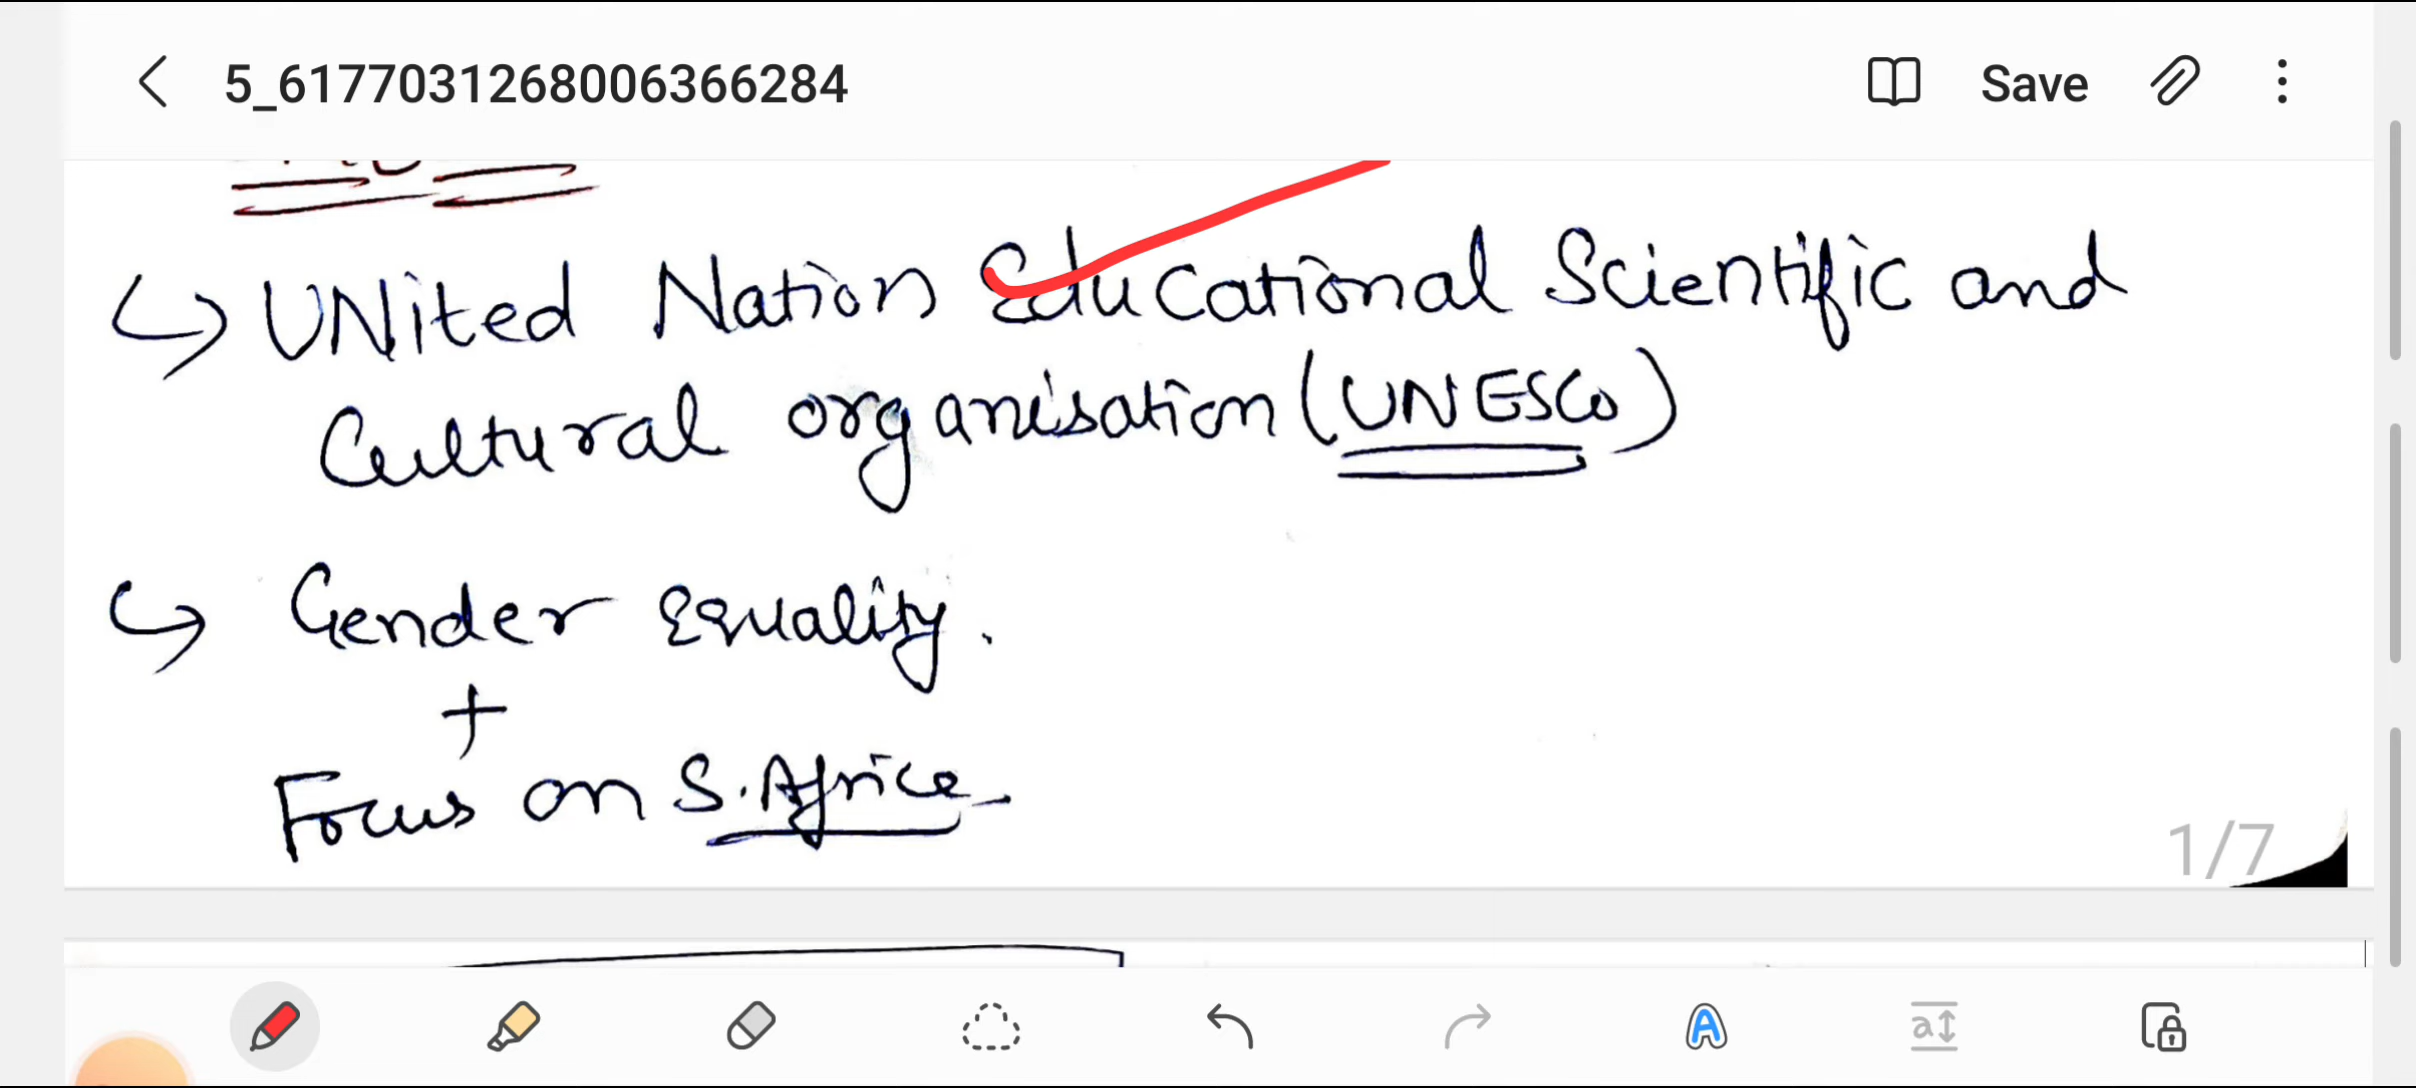 5_6177031268006366284 Save
↳ UNited Nation Educational Scientific and
Cultural organisation (UNESCO)
↳ Gender Equality.
+
Focus on S. Africa
1/7